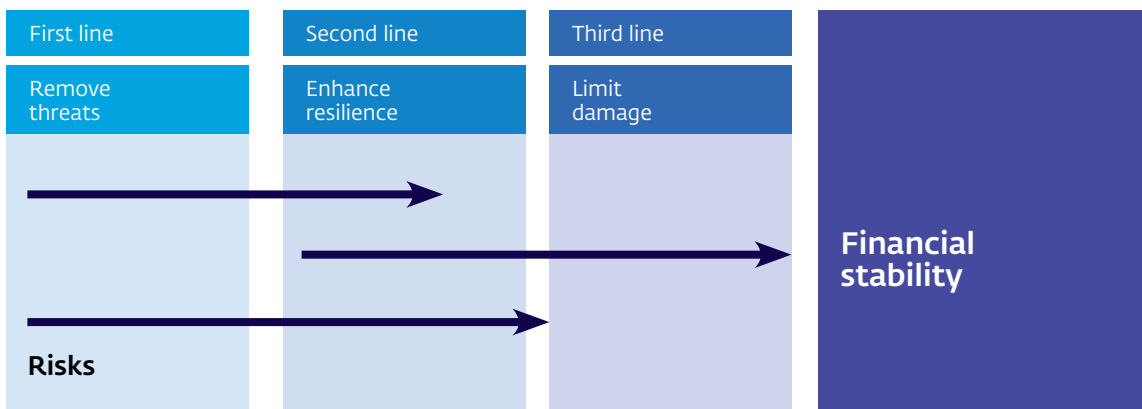 First line
Second line
Third line
Remove
threats
Enhance
resilience
Limit
damage
Financial
stability
Risks